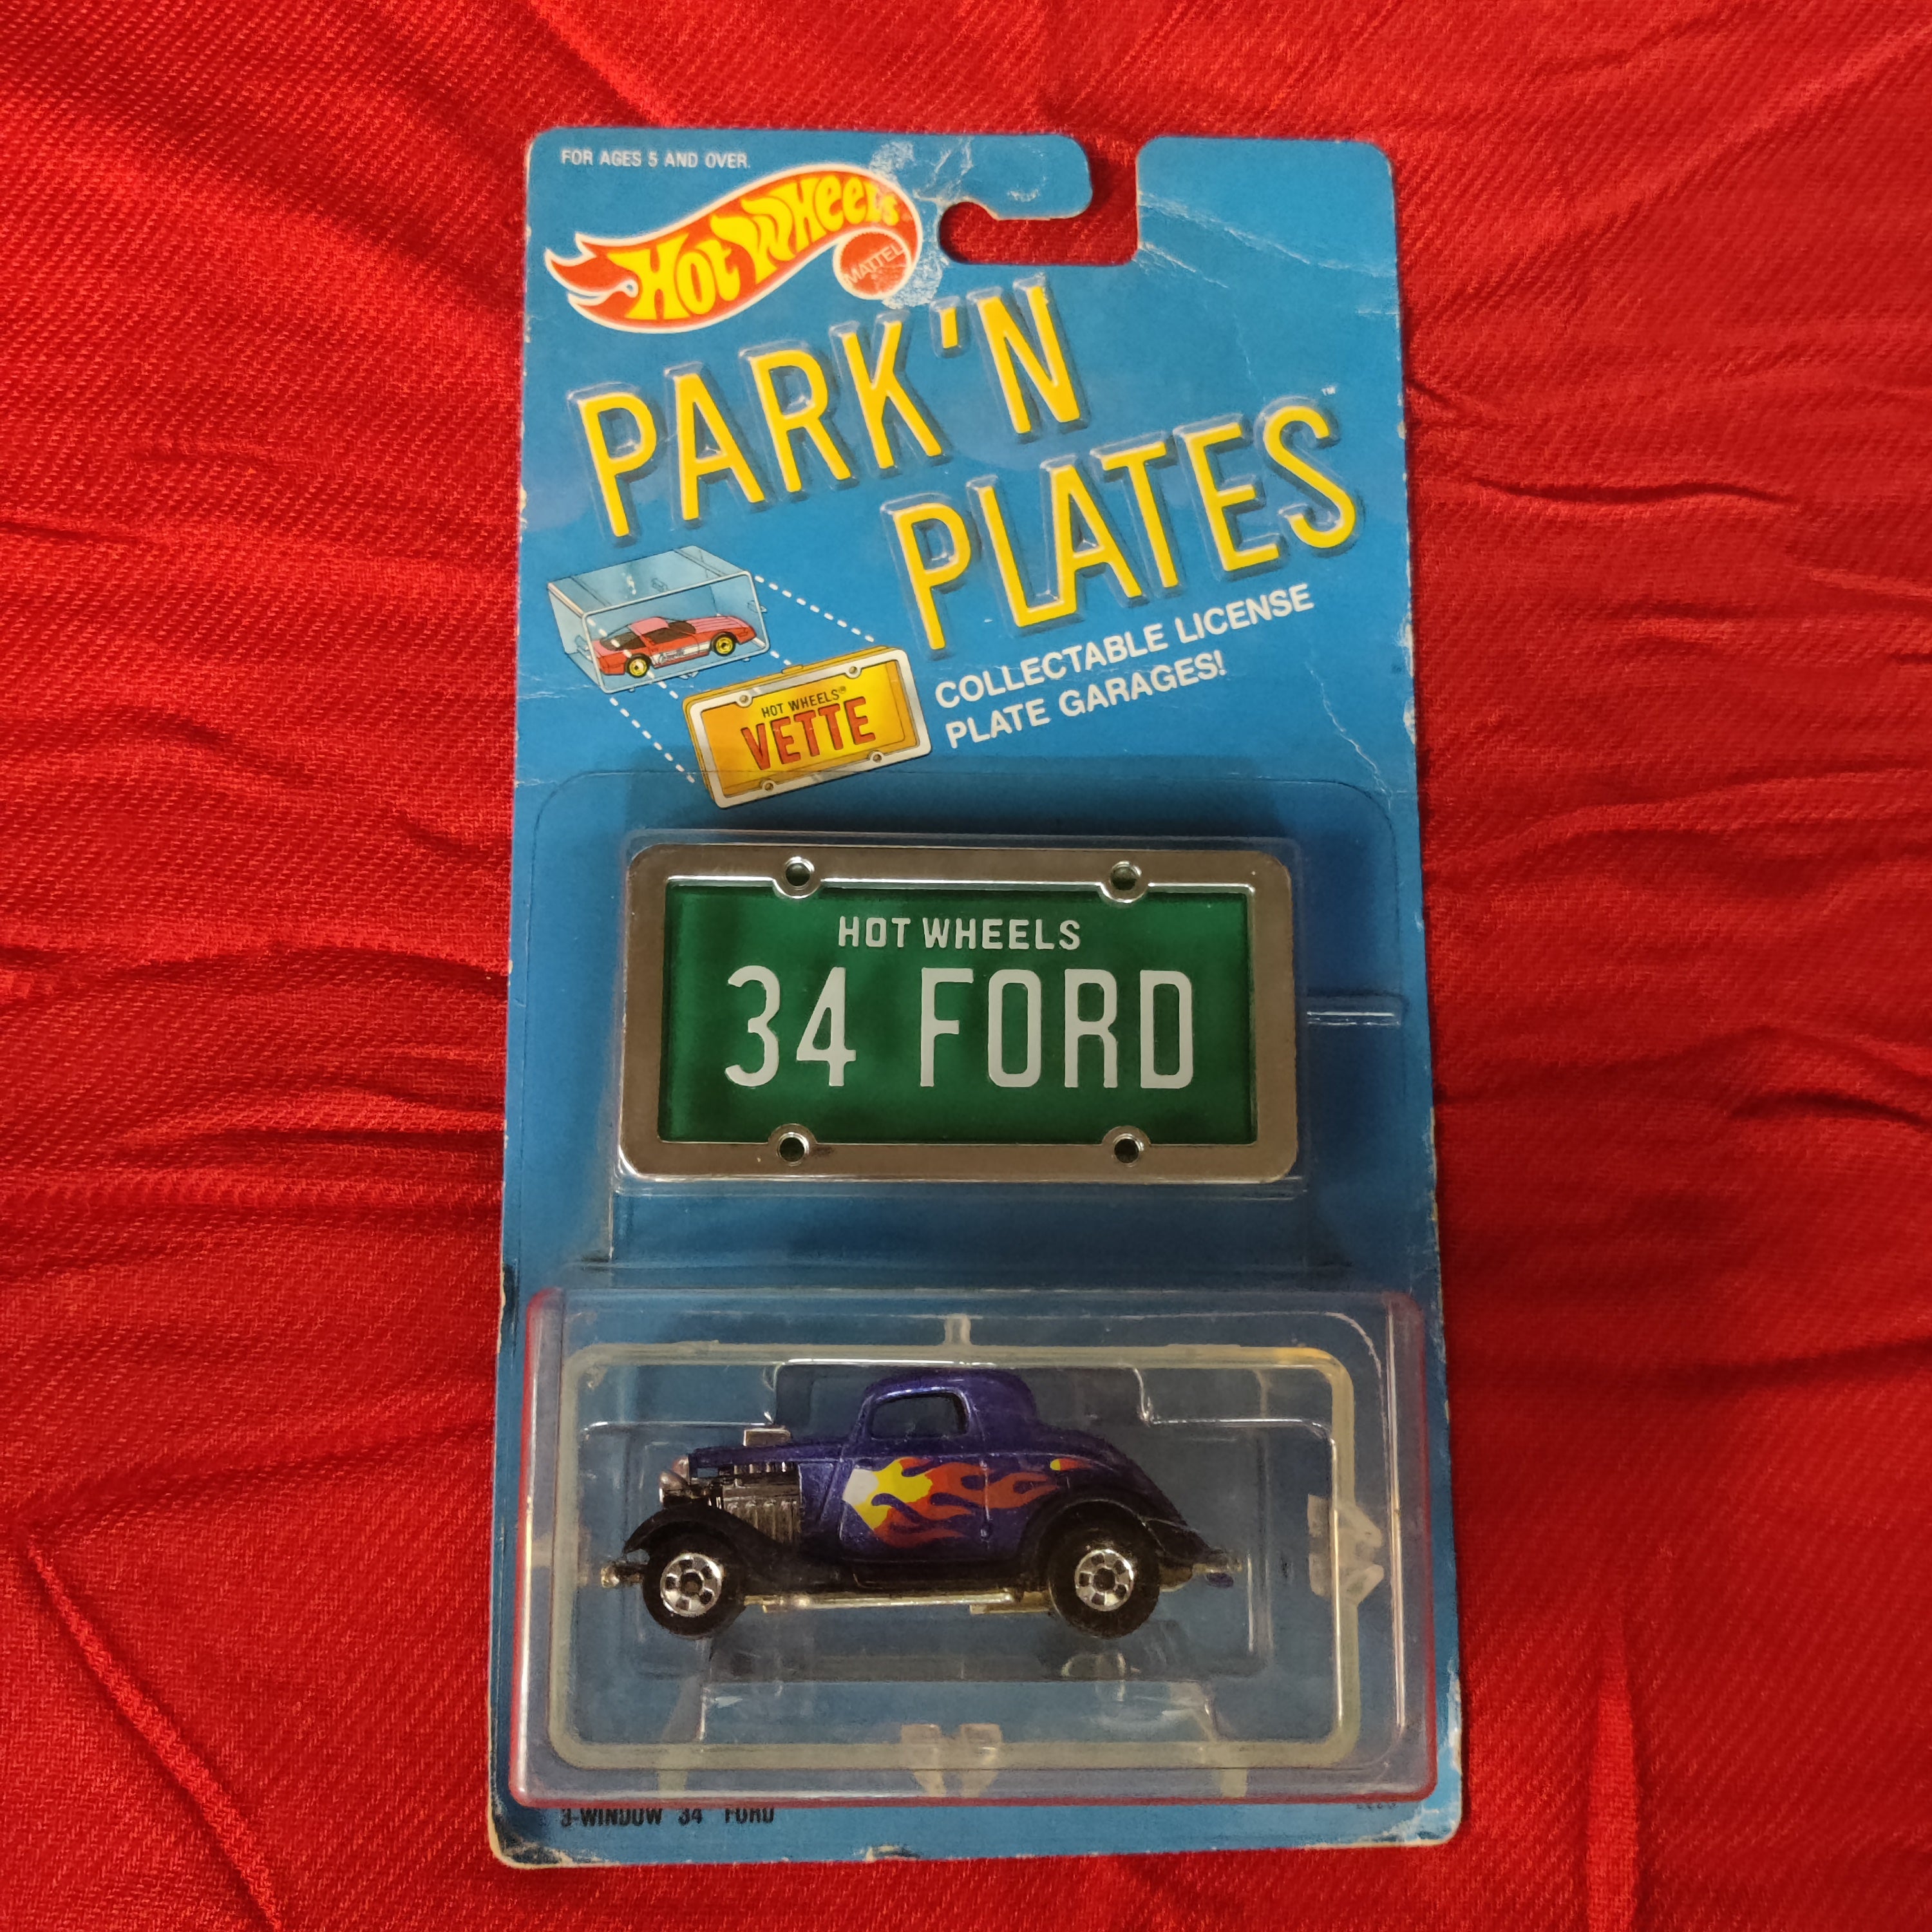 FOR AGES 5 AND OVER.
Hot Wheels
MATTEL
PARK 'N
PLATES™
COLLECTABLE LICENSE
PLATE GARAGES!
HOT WHEELS®
VETTE
HOT WHEELS
34 FORD
3-WINDOW '34 FORD